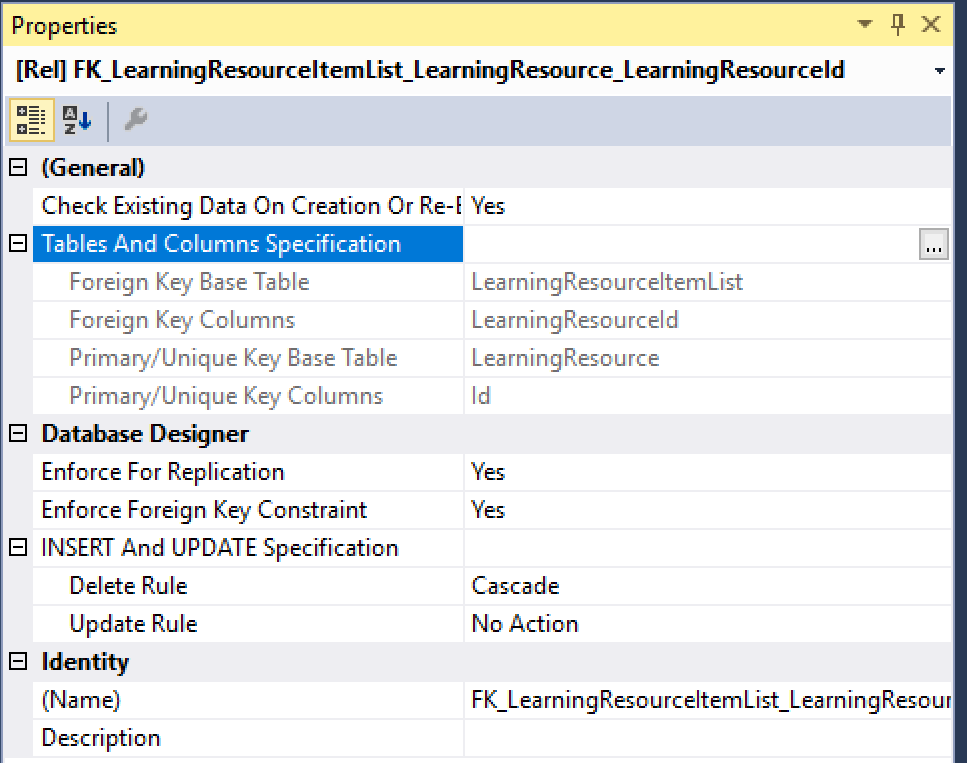 Properties
[Rel] FK_LearningResourceItemList_LearningResource_LearningResourceId
(General)
Check Existing Data On Creation Or Re-E Yes
Tables And Columns Specification ...
Foreign Key Base Table LearningResourceItemList
Foreign Key Columns LearningResourceId
Primary/Unique Key Base Table LearningResource
Primary/Unique Key Columns Id
Database Designer
Enforce For Replication Yes
Enforce Foreign Key Constraint Yes
INSERT And UPDATE Specification
Delete Rule Cascade
Update Rule No Action
Identity
(Name) FK_LearningResourceItemList_LearningResour
Description